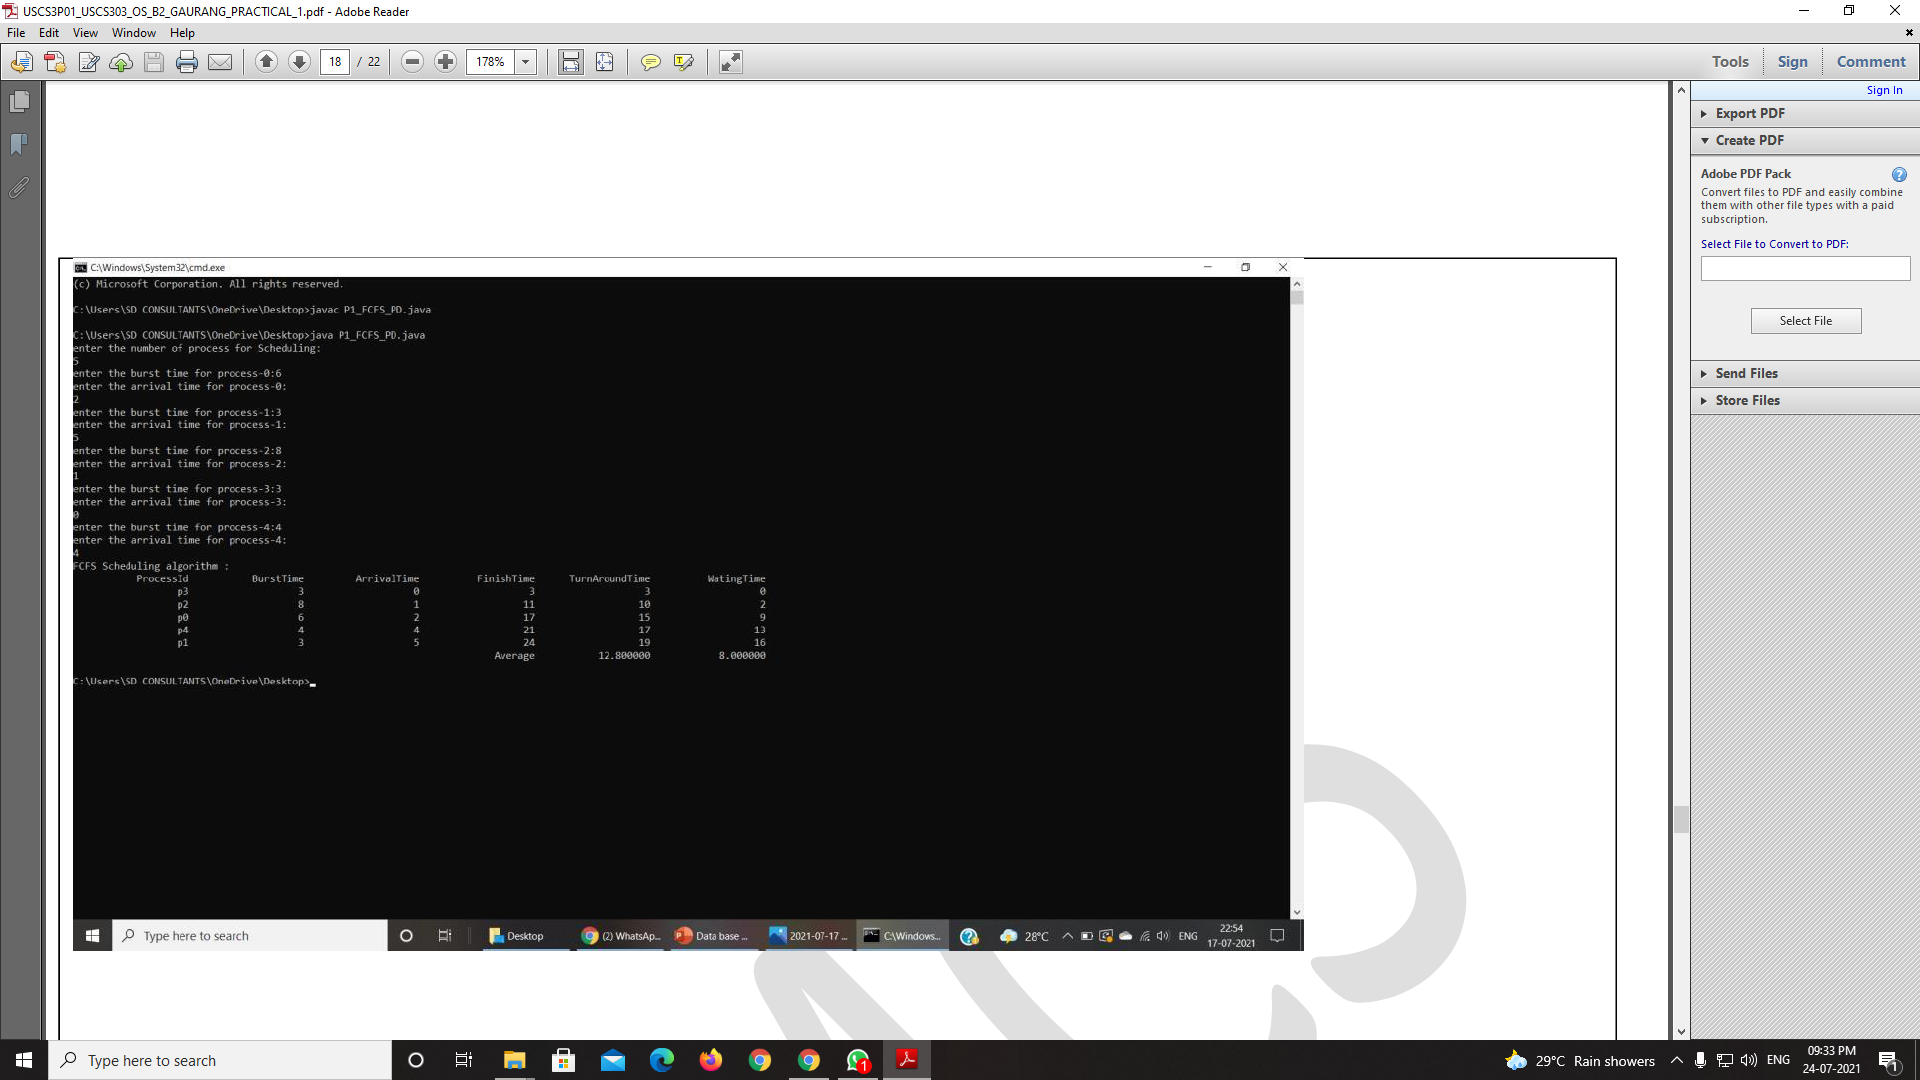 USCS3P01_USCS303_OS_B2_GAURANG_PRACTICAL_1.pdf - Adobe Reader
File Edit View Window Help
18 / 22 178% Tools Sign Comment
Sign In
Export PDF
Create PDF
Adobe PDF Pack
Convert files to PDF and easily combine
them with other file types with a paid
subscription.
Select File to Convert to PDF:
Select File
Send Files
Store Files
C:\Windows\System32\cmd.exe
(c) Microsoft Corporation. All rights reserved.
C:\Users\SD CONSULTANTS\OneDrive\Desktop>javac P1_FCFS_PD.java
C:\Users\SD CONSULTANTS\OneDrive\Desktop>java P1_FCFS_PD.java
enter the number of process for Scheduling:
5
enter the burst time for process-0:6
enter the arrival time for process-0:
2
enter the burst time for process-1:3
enter the arrival time for process-1:
5
enter the burst time for process-2:8
enter the arrival time for process-2:
1
enter the burst time for process-3:3
enter the arrival time for process-3:
0
enter the burst time for process-4:4
enter the arrival time for process-4:
4
FCFS Scheduling algorithm :
ProcessId BurstTime ArrivalTime FinishTime TurnAroundTime WatingTime
p3 3 0 3 3 0
p2 8 1 11 10 2
p0 6 2 17 15 9
p4 4 4 21 17 13
p1 3 5 24 19 16
Average 12.800000 8.000000
C:\Users\SD CONSULTANTS\OneDrive\Desktop>
Type here to search Desktop (2) WhatsAp... Data base ... 2021-07-17 ... C:\Windows... 28°C ENG 22:54
17-07-2021
Type here to search 1 29°C Rain showers ENG 09:33 PM
24-07-2021 1